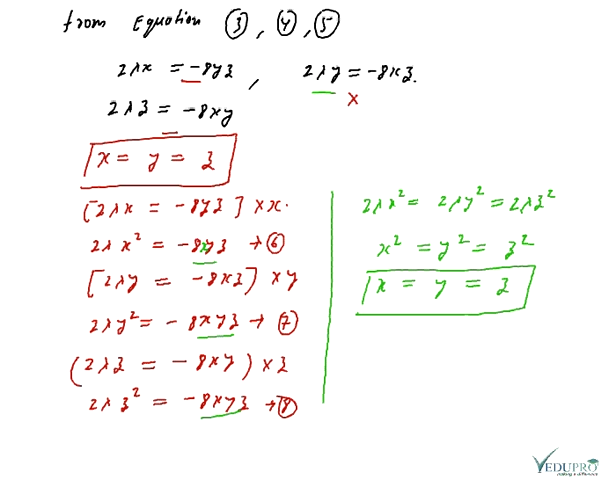 from Equation ③, ④, ⑤
2λx = -8yz, 2λy = -8xz.
2λz = -8xy
x
x = y = z
[2λx = -8yz] × x.
2λx² = -8xyz → ⑥
[2λy = -8xz] × y
2λy² = -8xyz → ⑦
(2λz = -8xy) × z
2λz² = -8xyz → ⑧
2λx² = 2λy² = 2λz²
x² = y² = z²
x = y = z
VEDUPRO